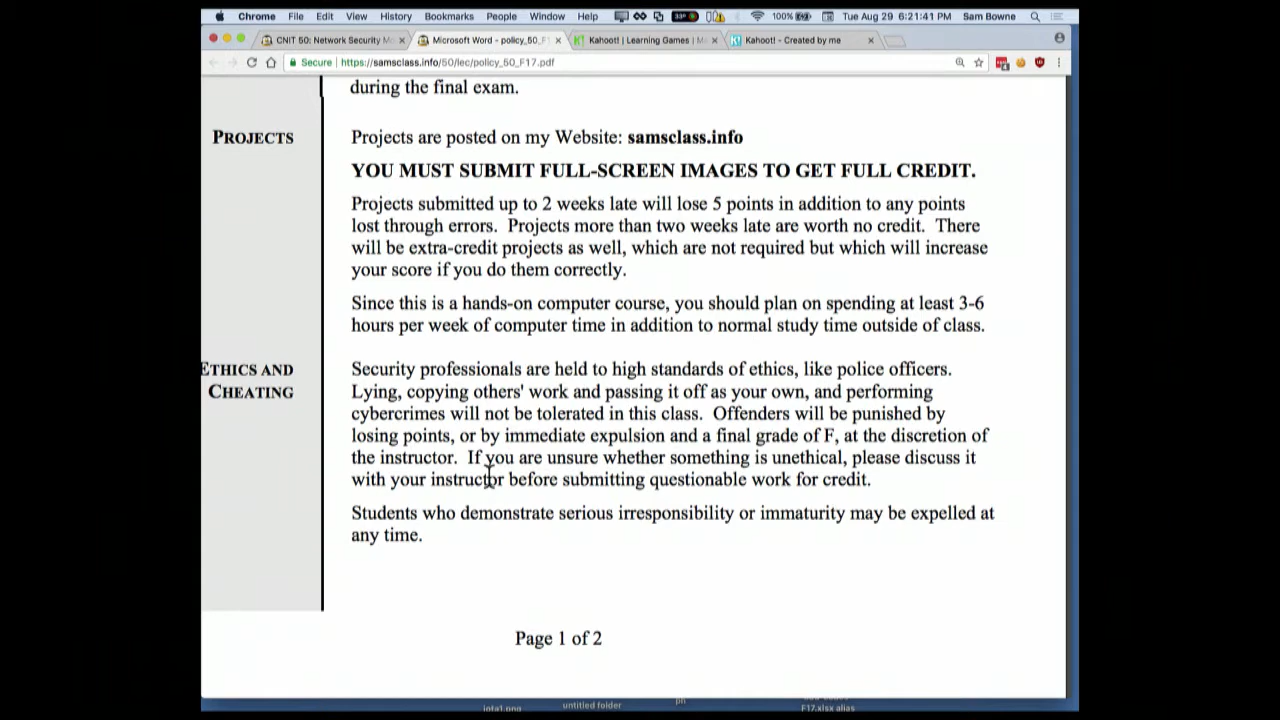 Chrome File Edit View History Bookmarks People Window Help 33° 100% Tue Aug 29 6:21:41 PM Sam Bowne
CNIT 50: Network Security M Microsoft Word - policy_50_F Kahoot! | Learning Games | M Kahoot! - Created by me
Secure | https://samsclass.info/50/lec/policy_50_F17.pdf
during the final exam.
PROJECTS
Projects are posted on my Website: samsclass.info
YOU MUST SUBMIT FULL-SCREEN IMAGES TO GET FULL CREDIT.
Projects submitted up to 2 weeks late will lose 5 points in addition to any points
lost through errors. Projects more than two weeks late are worth no credit. There
will be extra-credit projects as well, which are not required but which will increase
your score if you do them correctly.
Since this is a hands-on computer course, you should plan on spending at least 3-6
hours per week of computer time in addition to normal study time outside of class.
ETHICS AND
CHEATING
Security professionals are held to high standards of ethics, like police officers.
Lying, copying others' work and passing it off as your own, and performing
cybercrimes will not be tolerated in this class. Offenders will be punished by
losing points, or by immediate expulsion and a final grade of F, at the discretion of
the instructor. If you are unsure whether something is unethical, please discuss it
with your instructor before submitting questionable work for credit.
Students who demonstrate serious irresponsibility or immaturity may be expelled at
any time.
Page 1 of 2
iota1.png untitled folder ph F17.xlsx alias